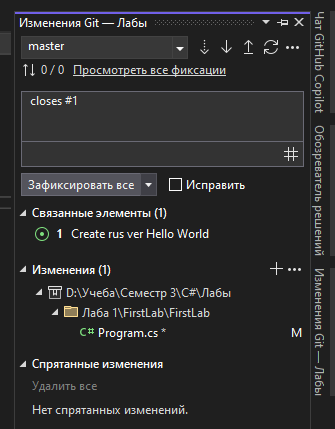 Изменения Git — Лабы
master
0 / 0 Просмотреть все фиксации
closes #1
#
Зафиксировать все Исправить
Связанные элементы (1)
1 Create rus ver Hello World
Изменения (1)
D:\Учеба\Семестр 3\C#\Лабы
Лаба 1\FirstLab\FirstLab
C# Program.cs * M
Спрятанные изменения
Удалить все
Нет спрятанных изменений.
Чат GitHub Copilot
Обозреватель решений
Изменения Git — Лабы